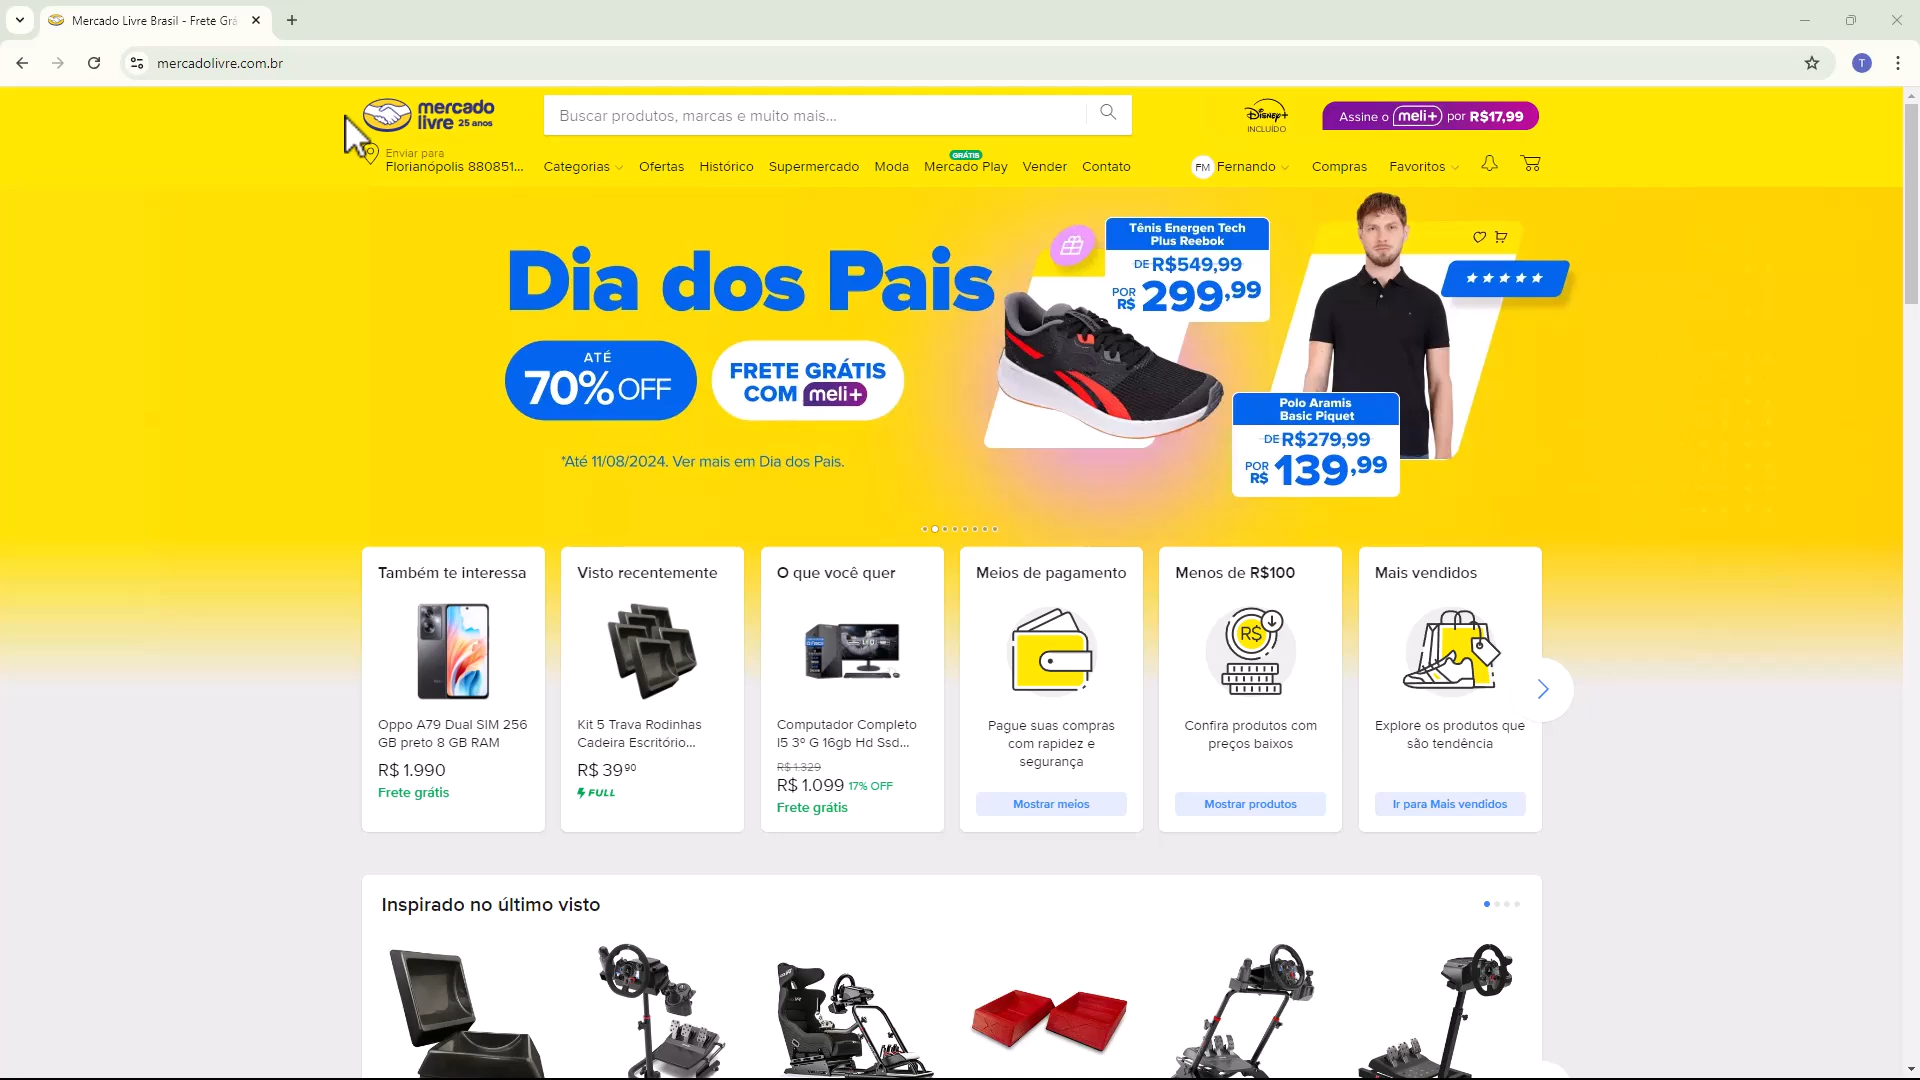 Mercado Livre Brasil - Frete Grá
mercadolivre.com.br
T
mercado
livre 25 anos
Buscar produtos, marcas e muito mais...
Disney+
INCLUÍDO
Assine o meli+ por R$17,99
Enviar para
Florianópolis 880851...
Categorias
Ofertas
Histórico
Supermercado
Moda
GRÁTIS
Mercado Play
Vender
Contato
FM Fernando
Compras
Favoritos
Dia dos Pais
ATÉ
70% OFF
FRETE GRÁTIS
COM meli+
*Até 11/08/2024. Ver mais em Dia dos Pais.
Tênis Energen Tech
Plus Reebok
DE R$549,99
POR
R$ 299,99
Polo Aramis
Basic Piquet
DE R$279,99
POR
R$ 139,99
Também te interessa
Oppo A79 Dual SIM 256
GB preto 8 GB RAM
R$ 1.990
Frete grátis
Visto recentemente
Kit 5 Trava Rodinhas
Cadeira Escritório...
R$ 39,90
FULL
O que você quer
Computador Completo
I5 3º G 16gb Hd Ssd...
R$ 1.329
R$ 1.099 17% OFF
Frete grátis
Meios de pagamento
Pague suas compras
com rapidez e
segurança
Mostrar meios
Menos de R$100
R$
Confira produtos com
preços baixos
Mostrar produtos
Mais vendidos
Explore os produtos que
são tendência
Ir para Mais vendidos
Inspirado no último visto